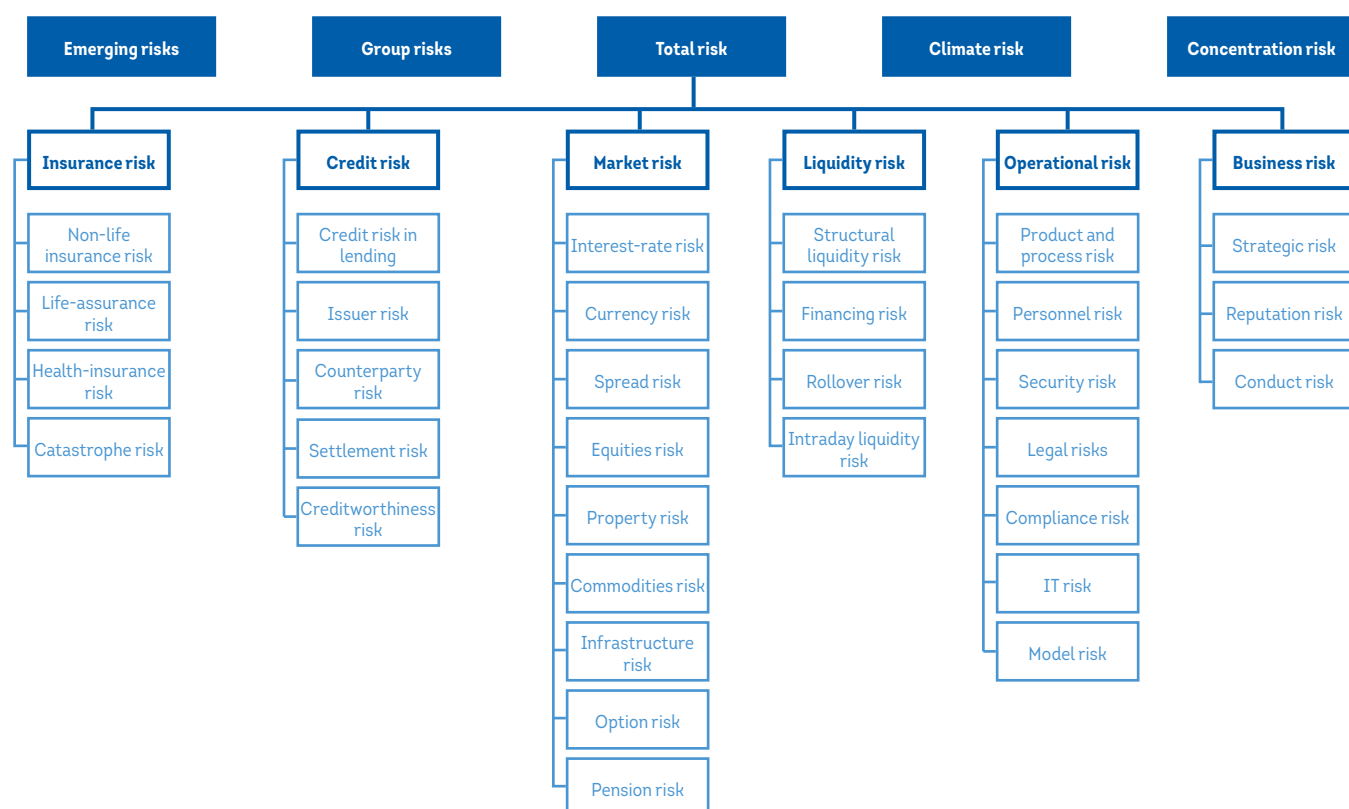 Emerging risks
Group risks
Total risk
Climate risk
Concentration risk
Insurance risk
Credit risk
Market risk
Liquidity risk
Operational risk
Business risk
Non-life
insurance risk
Life-assurance
risk
Health-insurance
risk
Catastrophe risk
Credit risk in
lending
Issuer risk
Counterparty
risk
Settlement risk
Creditworthiness
risk
Interest-rate risk
Currency risk
Spread risk
Equities risk
Property risk
Commodities risk
Infrastructure
risk
Option risk
Pension risk
Structural
liquidity risk
Financing risk
Rollover risk
Intraday liquidity
risk
Product and
process risk
Personnel risk
Security risk
Legal risks
Compliance risk
IT risk
Model risk
Strategic risk
Reputation risk
Conduct risk